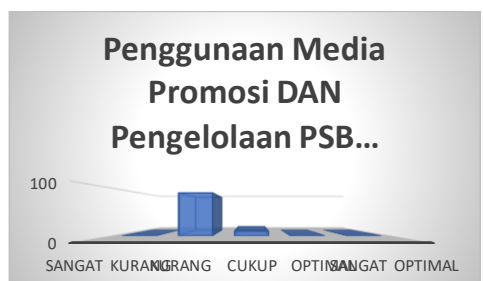 Penggunaan Media
Promosi DAN
Pengelolaan PSB...
100
0
SANGAT KURANG KURANG CUKUP OPTIMAL SANGAT OPTIMAL